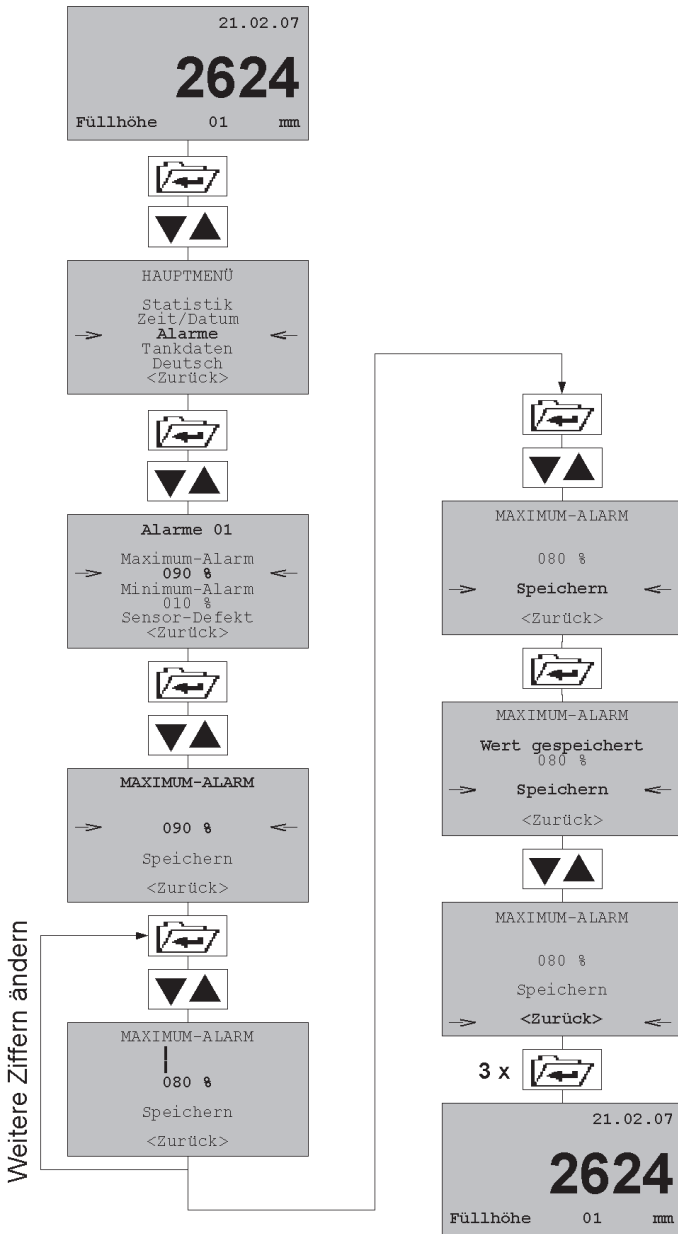 21.02.07
2624
Füllhöhe 01 mm
HAUPTMENÜ
Statistik
Zeit/Datum
Alarme
Tankdaten
Deutsch
<Zurück>
Alarme 01
Maximum-Alarm
090 %
Minimum-Alarm
010 %
Sensor-Defekt
<Zurück>
MAXIMUM-ALARM
090 %
Speichern
<Zurück>
Weitere Ziffern ändern
MAXIMUM-ALARM
080 %
Speichern
<Zurück>
MAXIMUM-ALARM
080 %
Speichern
<Zurück>
MAXIMUM-ALARM
Wert gespeichert
080 %
Speichern
<Zurück>
MAXIMUM-ALARM
080 %
Speichern
<Zurück>
3 x
21.02.07
2624
Füllhöhe 01 mm